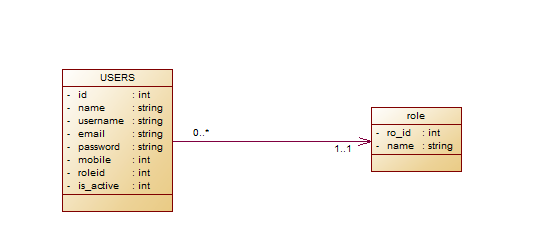 USERS
- id : int
- name : string
- username : string
- email : string
- password : string
- mobile : int
- roleid : int
- is_active : int
0..*
1..1
role
- ro_id : int
- name : string